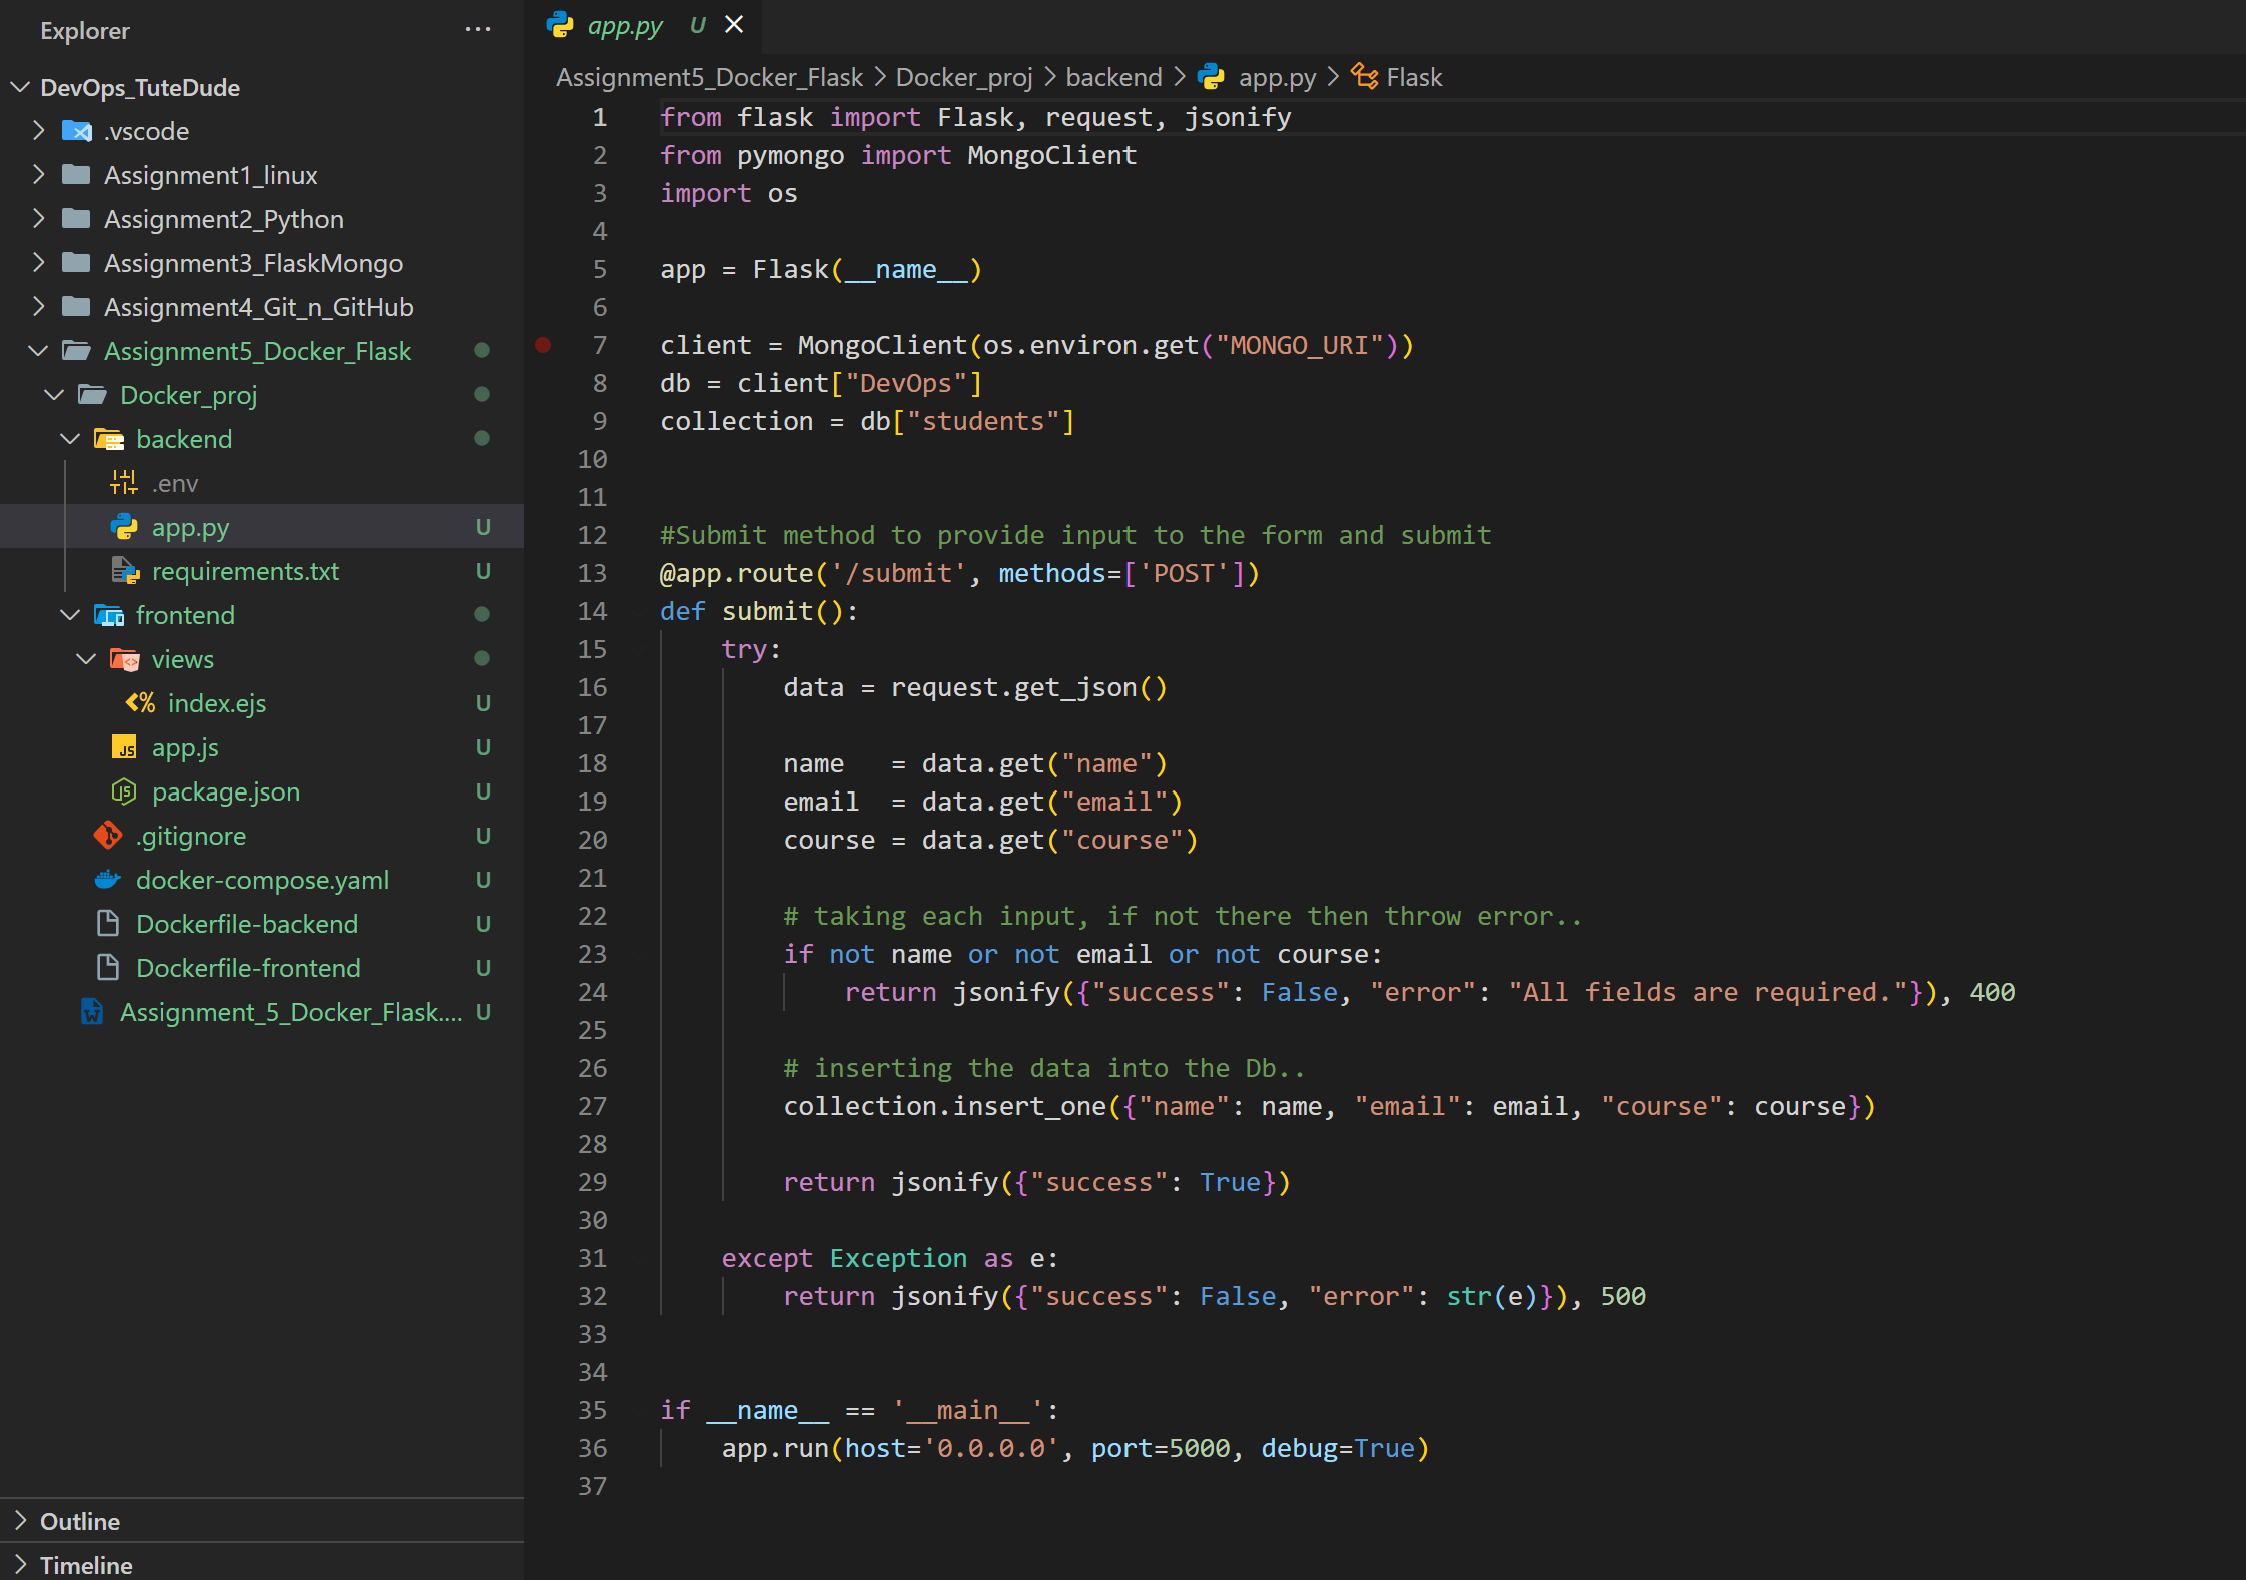 Explorer
DevOps_TuteDude
.vscode
Assignment1_linux
Assignment2_Python
Assignment3_FlaskMongo
Assignment4_Git_n_GitHub
Assignment5_Docker_Flask
Docker_proj
backend
.env
app.py U
requirements.txt U
frontend
views
index.ejs U
app.js U
package.json U
.gitignore U
docker-compose.yaml U
Dockerfile-backend U
Dockerfile-frontend U
Assignment_5_Docker_Flask.... U
Outline
Timeline
app.py U
Assignment5_Docker_Flask > Docker_proj > backend > app.py > Flask
1 from flask import Flask, request, jsonify
2 from pymongo import MongoClient
3 import os
4
5 app = Flask(__name__)
6
7 client = MongoClient(os.environ.get("MONGO_URI"))
8 db = client["DevOps"]
9 collection = db["students"]
10
11
12 #Submit method to provide input to the form and submit
13 @app.route('/submit', methods=['POST'])
14 def submit():
15     try:
16         data = request.get_json()
17
18         name   = data.get("name")
19         email  = data.get("email")
20         course = data.get("course")
21
22         # taking each input, if not there then throw error..
23         if not name or not email or not course:
24             return jsonify({"success": False, "error": "All fields are required."}), 400
25
26         # inserting the data into the Db..
27         collection.insert_one({"name": name, "email": email, "course": course})
28
29         return jsonify({"success": True})
30
31     except Exception as e:
32         return jsonify({"success": False, "error": str(e)}), 500
33
34
35 if __name__ == '__main__':
36     app.run(host='0.0.0.0', port=5000, debug=True)
37